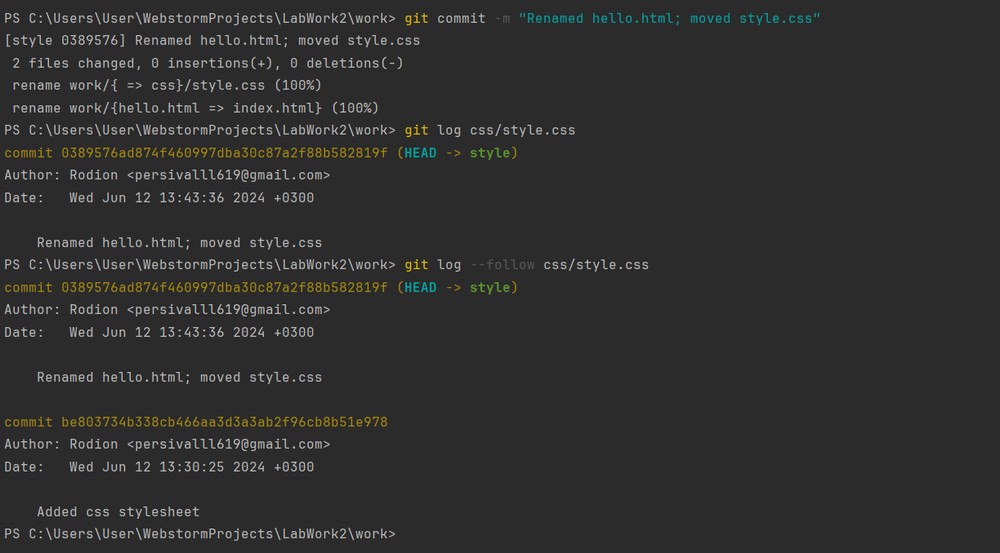 PS C:\Users\User\WebstormProjects\LabWork2\work> git commit -m "Renamed hello.html; moved style.css"
[style 0389576] Renamed hello.html; moved style.css
 2 files changed, 0 insertions(+), 0 deletions(-)
 rename work/{ => css}/style.css (100%)
 rename work/{hello.html => index.html} (100%)
PS C:\Users\User\WebstormProjects\LabWork2\work> git log css/style.css
commit 0389576ad874f460997dba30c87a2f88b582819f (HEAD -> style)
Author: Rodion <persivalll619@gmail.com>
Date:   Wed Jun 12 13:43:36 2024 +0300

    Renamed hello.html; moved style.css
PS C:\Users\User\WebstormProjects\LabWork2\work> git log --follow css/style.css
commit 0389576ad874f460997dba30c87a2f88b582819f (HEAD -> style)
Author: Rodion <persivalll619@gmail.com>
Date:   Wed Jun 12 13:43:36 2024 +0300

    Renamed hello.html; moved style.css

commit be803734b338cb466aa3d3a3ab2f96cb8b51e978
Author: Rodion <persivalll619@gmail.com>
Date:   Wed Jun 12 13:30:25 2024 +0300

    Added css stylesheet
PS C:\Users\User\WebstormProjects\LabWork2\work>